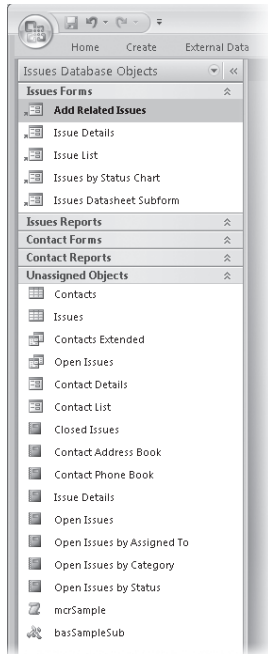 Home Create External Data
Issues Database Objects
Issues Forms
Add Related Issues
Issue Details
Issue List
Issues by Status Chart
Issues Datasheet Subform
Issues Reports
Contact Forms
Contact Reports
Unassigned Objects
Contacts
Issues
Contacts Extended
Open Issues
Contact Details
Contact List
Closed Issues
Contact Address Book
Contact Phone Book
Issue Details
Open Issues
Open Issues by Assigned To
Open Issues by Category
Open Issues by Status
mcrSample
basSampleSub